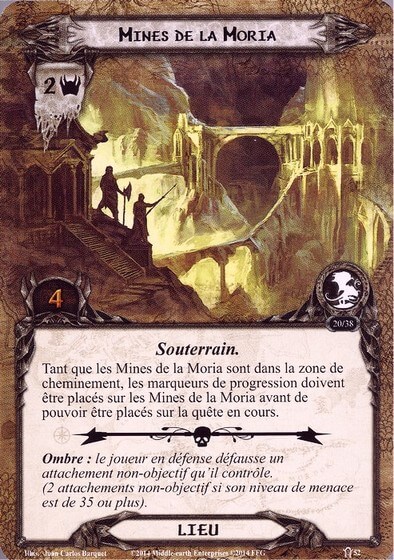 MINES DE LA MORIA
2
4
20/38
Souterrain.
Tant que les Mines de la Moria sont dans la zone de
cheminement, les marqueurs de progression doivent
être placés sur les Mines de la Moria avant de
pouvoir être placés sur la quête en cours.
Ombre : le joueur en défense défausse un
attachement non-objectif qu'il contrôle.
(2 attachements non-objectif si son niveau de menace
est de 35 ou plus).
LIEU
Illus. Juan Carlos Barquet
©2014 Middle-earth Enterprises ©2014 FFG
52